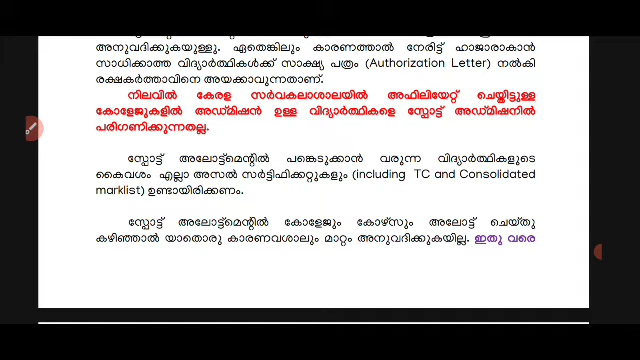 അനുവദിക്കുകയുള്ളു. ഏതെങ്കിലും കാരണത്താൽ നേരിട്ട് ഹാജാരാകാൻ
സാധിക്കാത്ത വിദ്യാർത്ഥികൾക്ക് സാക്ഷ്യ പത്രം (Authorization Letter) നൽകി
രക്ഷകർത്താവിനെ അയക്കാവുന്നതാണ്.
നിലവിൽ കേരള സർവകലാശാലയിൽ അഫിലിയേറ്റ് ചെയ്തിട്ടുള്ള
കോളേജുകളിൽ അഡ്മിഷൻ ഉള്ള വിദ്യാർത്ഥികളെ സ്പോട്ട് അഡ്മിഷനിൽ
പരിഗണിക്കുന്നതല്ല.
സ്പോട്ട് അലോട്ട്മെന്റിൽ പങ്കെടുക്കാൻ വരുന്ന വിദ്യാർത്ഥികളുടെ
കൈവശം എല്ലാ അസൽ സർട്ടിഫിക്കറ്റുകളും (including TC and Consolidated
marklist) ഉണ്ടായിരിക്കണം.
സ്പോട്ട് അലോട്ട്മെന്റിൽ കോളേജും കോഴ്സും അലോട്ട് ചെയ്തു
കഴിഞ്ഞാൽ യാതൊരു കാരണവശാലും മാറ്റം അനുവദിക്കുകയില്ല. ഇതു വരെ